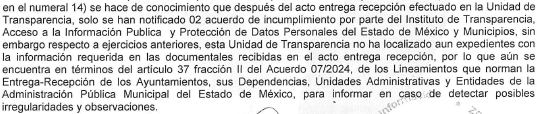 en el numeral 14) se hace de conocimiento que después del acto entrega recepción efectuado en la Unidad de
Transparencia, solo se han notificado 02 acuerdo de incumplimiento por parte del Instituto de Transparencia,
Acceso a la Información Publica y Protección de Datos Personales del Estado de México y Municipios, sin
embargo respecto a ejercicios anteriores, esta Unidad de Transparencia no ha localizado aun expedientes con
la información requerida en las documentales recibidas en el acto entrega recepción, por lo que aún se
encuentra en términos del artículo 37 fracción II del Acuerdo 07/2024, de los Lineamientos que norman la
Entrega-Recepción de los Ayuntamientos, sus Dependencias, Unidades Administrativas y Entidades de la
Administración Pública Municipal del Estado de México, para informar en caso de detectar posibles
irregularidades y observaciones.